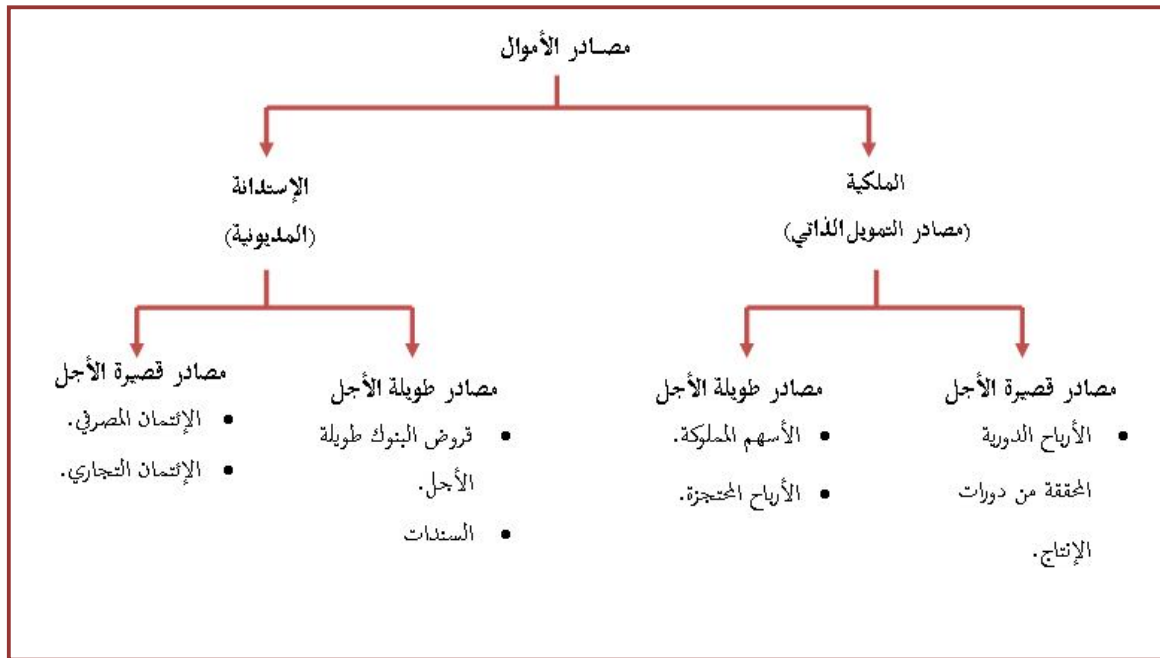 مصادر الأموال
الملكية
(مصادر التمويل الذاتي)
الإستدانة
(المديونية)
مصادر قصيرة الأجل
• الأرباح الدورية
المحققة من دورات
الإنتاج.
مصادر طويلة الأجل
• الأسهم المملوكة.
• الأرباح المحتجزة.
مصادر طويلة الأجل
• قروض البنوك طويلة
الأجل.
• السندات
مصادر قصيرة الأجل
• الإئتمان المصرفي.
• الإئتمان التجاري.